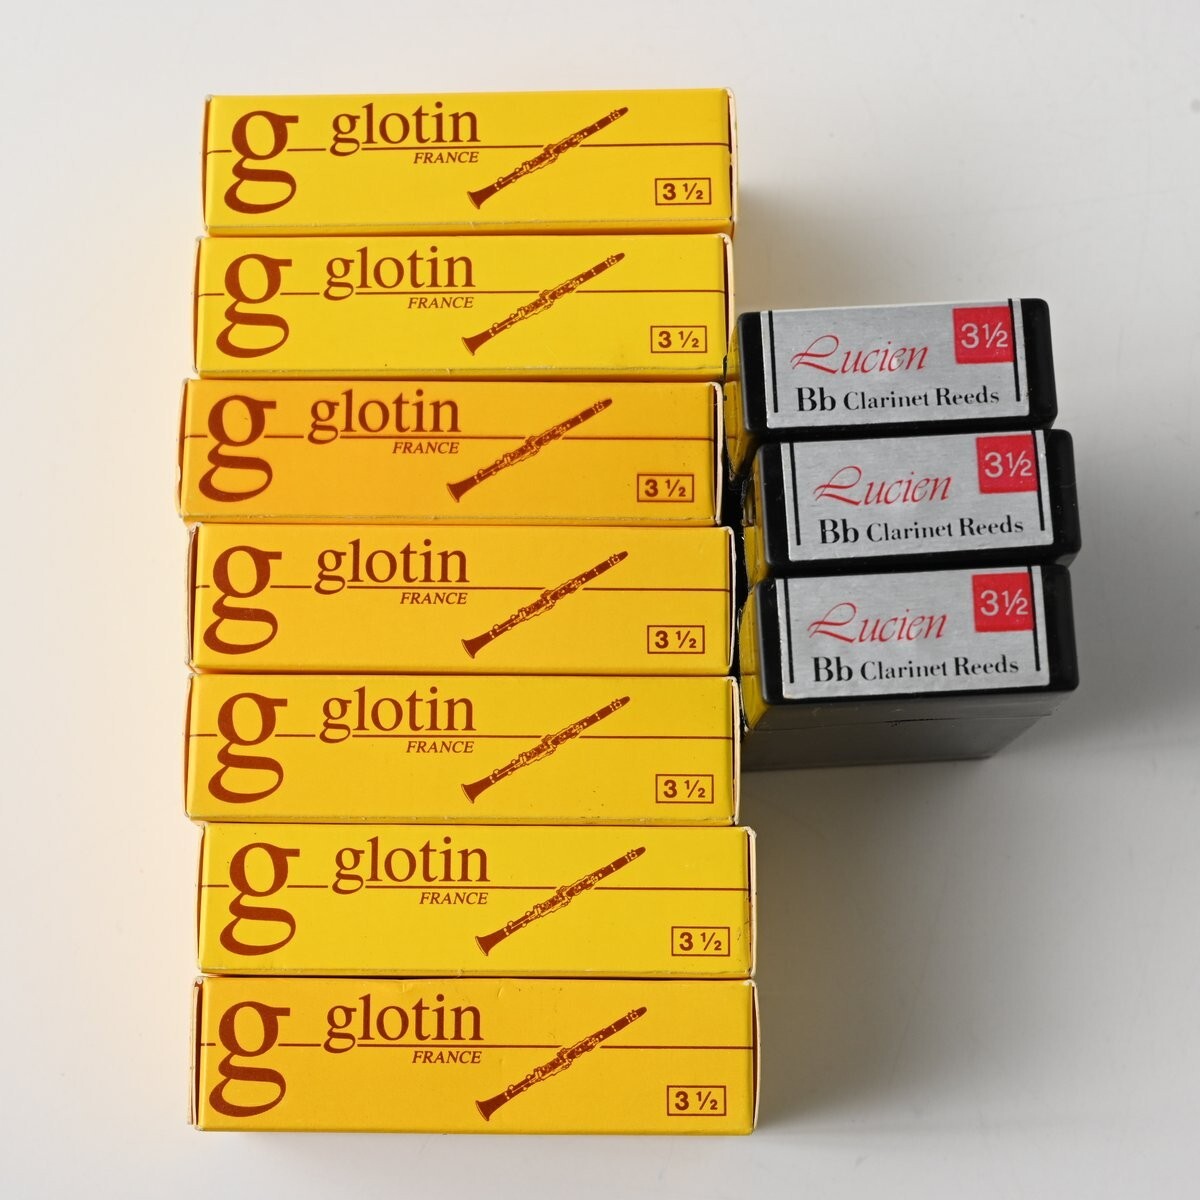 g glotin
FRANCE
3 ½
g glotin
FRANCE
3 ½
g glotin
FRANCE
3 ½
g glotin
FRANCE
3 ½
g glotin
FRANCE
3 ½
g glotin
FRANCE
3 ½
g glotin
FRANCE
3 ½
3½
Lucien
Bb Clarinet Reeds
3½
Lucien
Bb Clarinet Reeds
3½
Lucien
Bb Clarinet Reeds